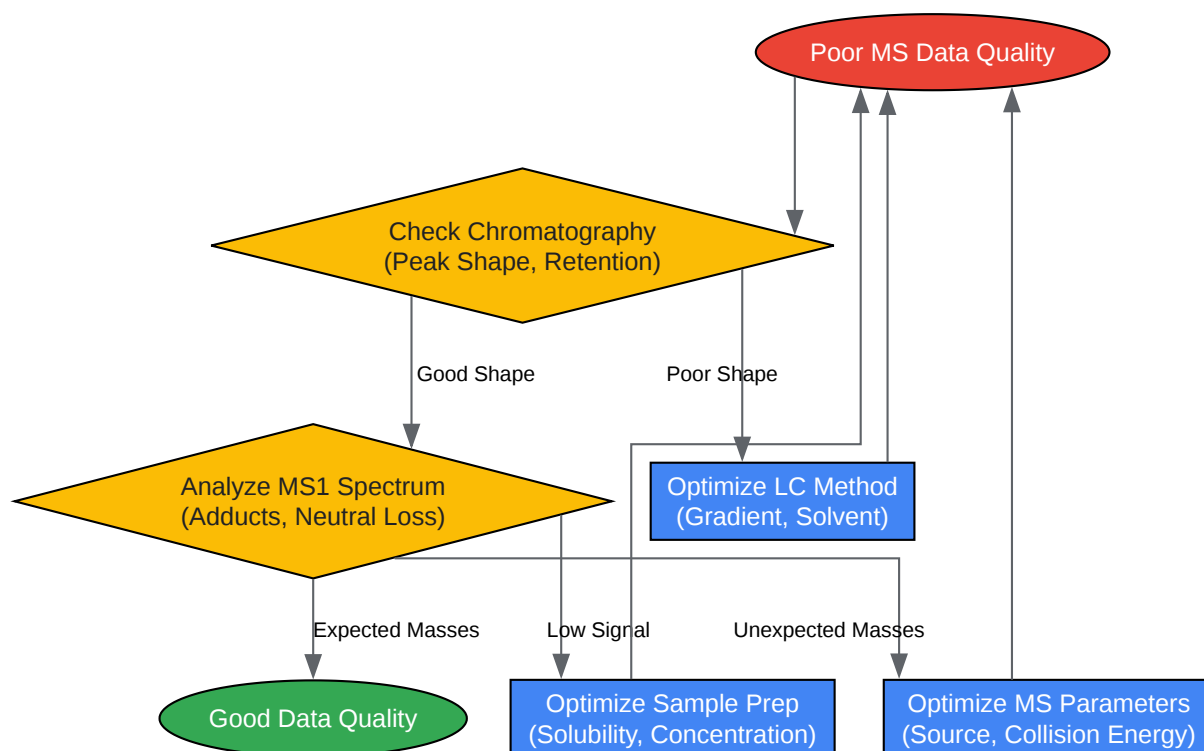 Poor MS Data Quality
Check Chromatography
(Peak Shape, Retention)
Good Shape
Poor Shape
Analyze MS1 Spectrum
(Adducts, Neutral Loss)
Optimize LC Method
(Gradient, Solvent)
Expected Masses
Low Signal
Unexpected Masses
Good Data Quality
Optimize Sample Prep
(Solubility, Concentration)
Optimize MS Parameters
(Source, Collision Energy)